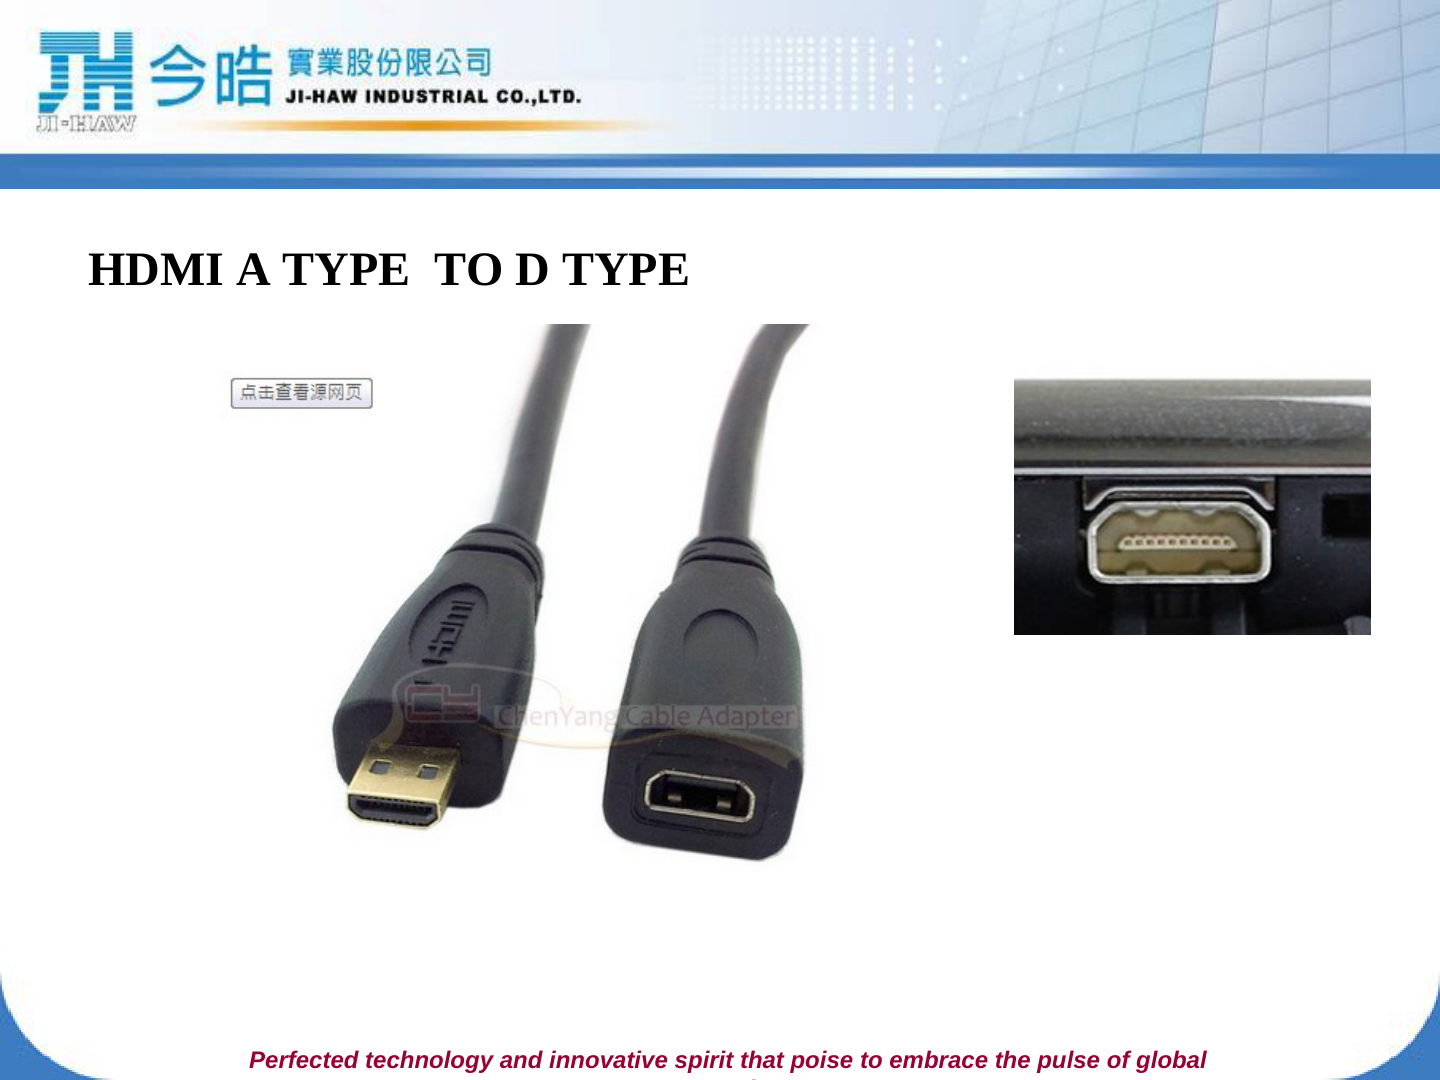 今皓 實業股份限公司
JI-HAW INDUSTRIAL CO.,LTD.
JI-HAW
HDMI A TYPE TO D TYPE
点击查看源网页
HDMI
ChenYang Cable Adapter
Perfected technology and innovative spirit that poise to embrace the pulse of global